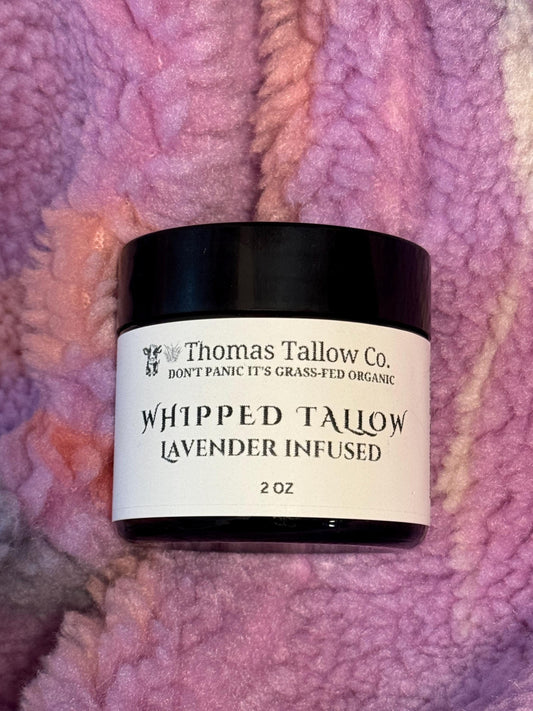 Thomas Tallow Co.
DON'T PANIC IT'S GRASS-FED ORGANIC
WHIPPED TALLOW
LAVENDER INFUSED
2 OZ